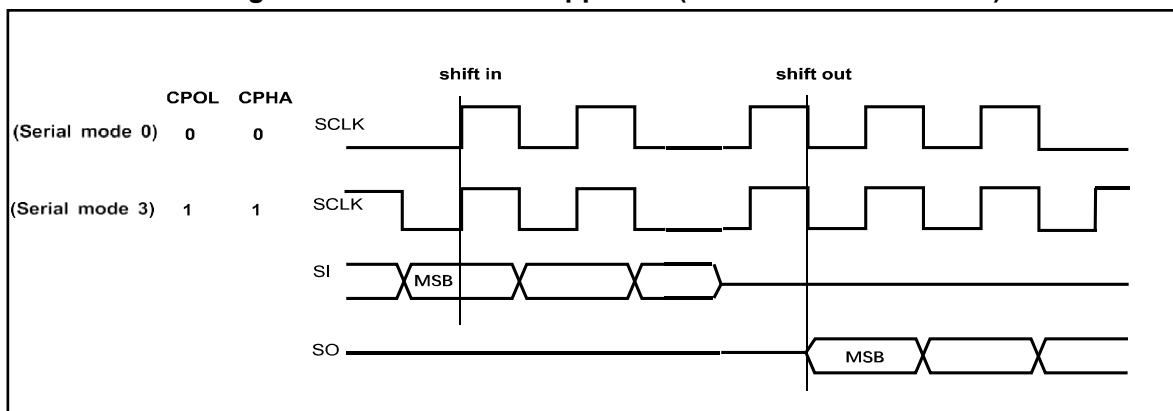 shift in shift out
CPOL CPHA
(Serial mode 0) 0 0 SCLK
(Serial mode 3) 1 1 SCLK
SI MSB
SO MSB